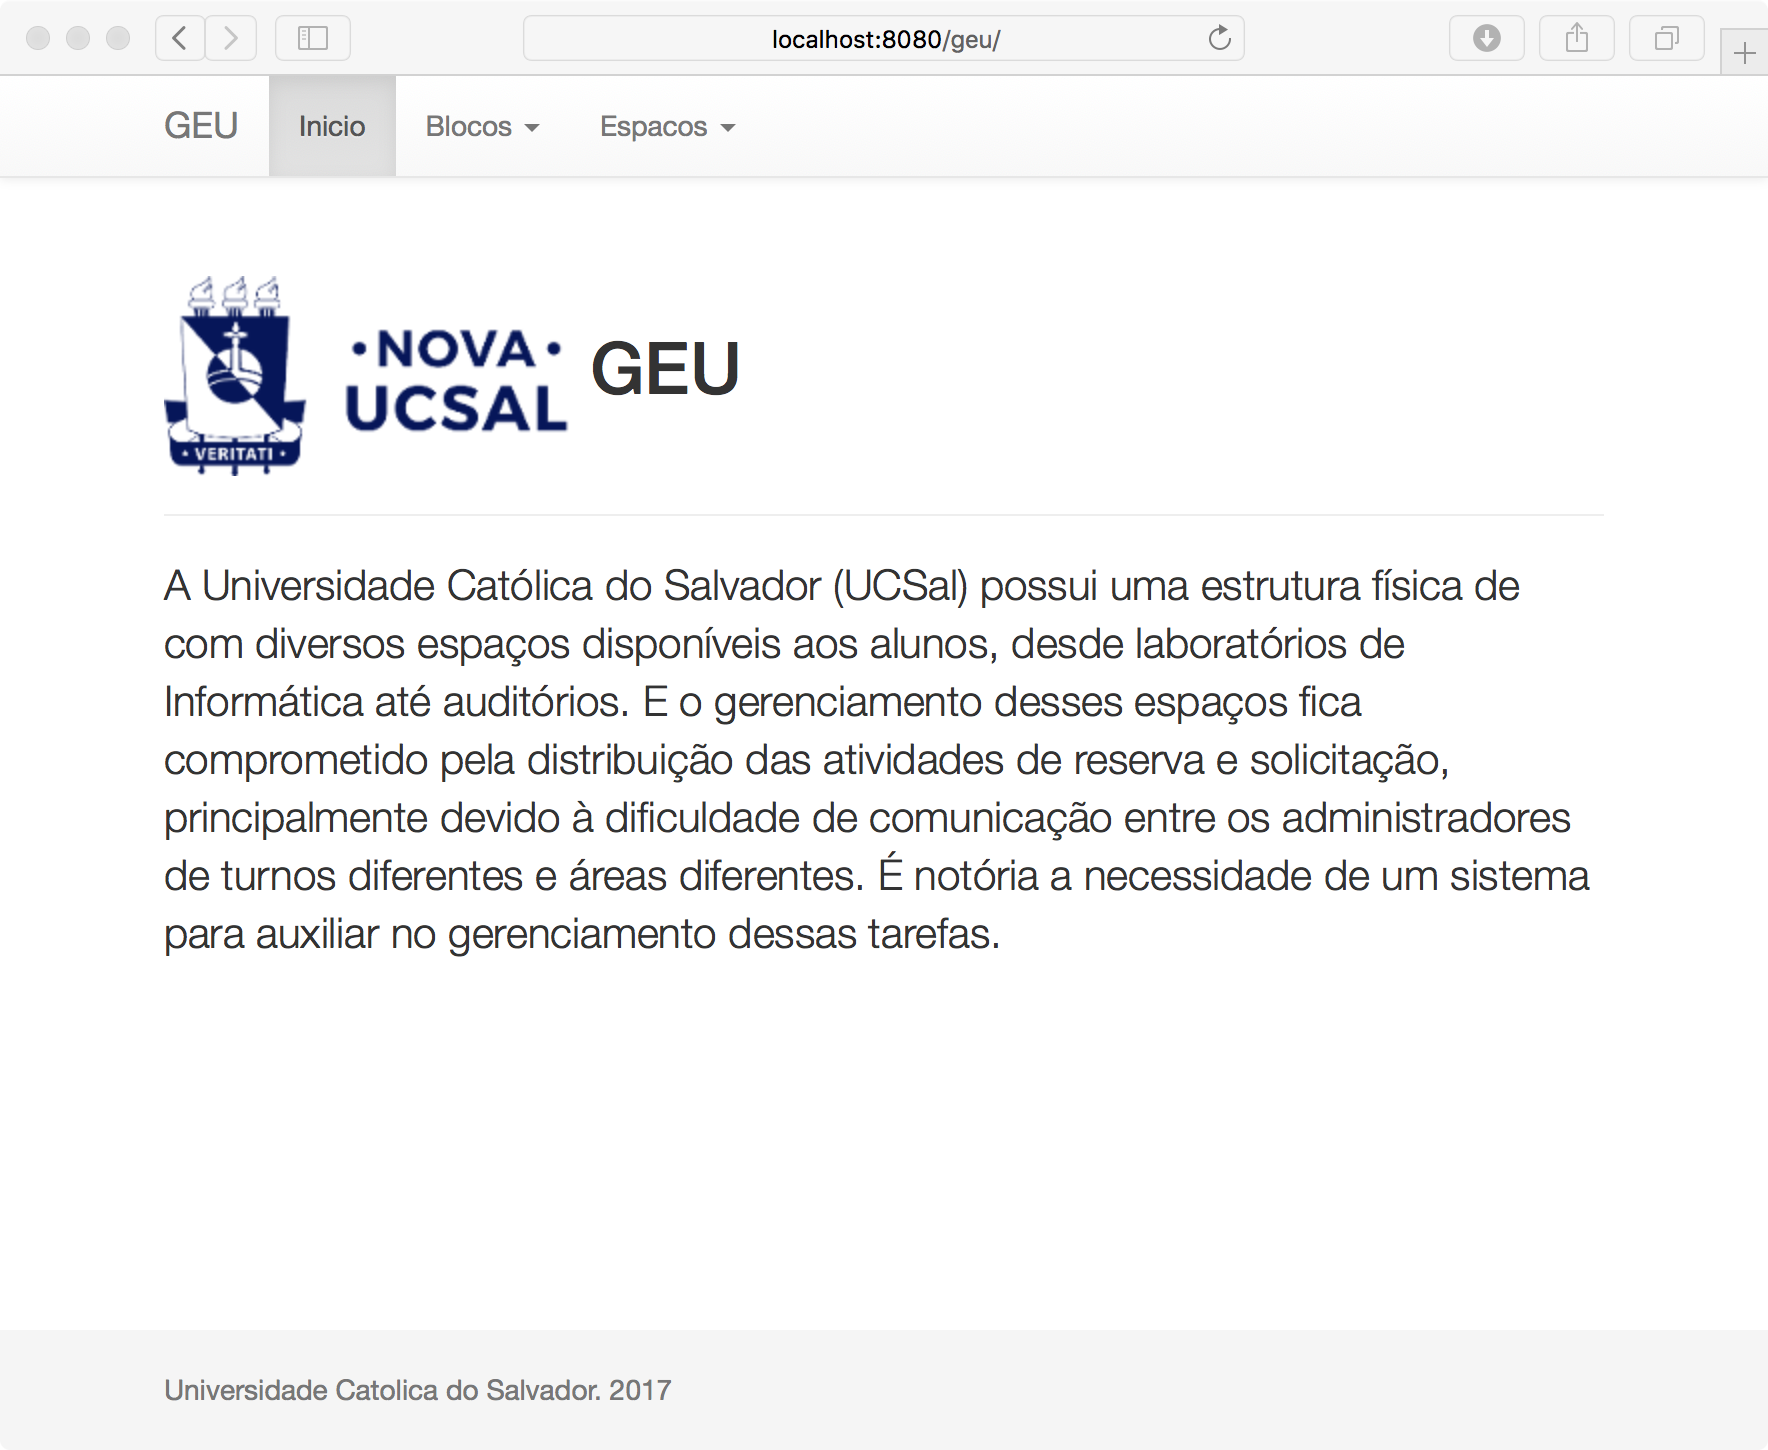 localhost:8080/geu/
GEU Inicio Blocos Espacos
• NOVA •
UCSAL
GEU
• VERITATI •
A Universidade Católica do Salvador (UCSal) possui uma estrutura física de
com diversos espaços disponíveis aos alunos, desde laboratórios de
Informática até auditórios. E o gerenciamento desses espaços fica
comprometido pela distribuição das atividades de reserva e solicitação,
principalmente devido à dificuldade de comunicação entre os administradores
de turnos diferentes e áreas diferentes. É notória a necessidade de um sistema
para auxiliar no gerenciamento dessas tarefas.
Universidade Catolica do Salvador. 2017